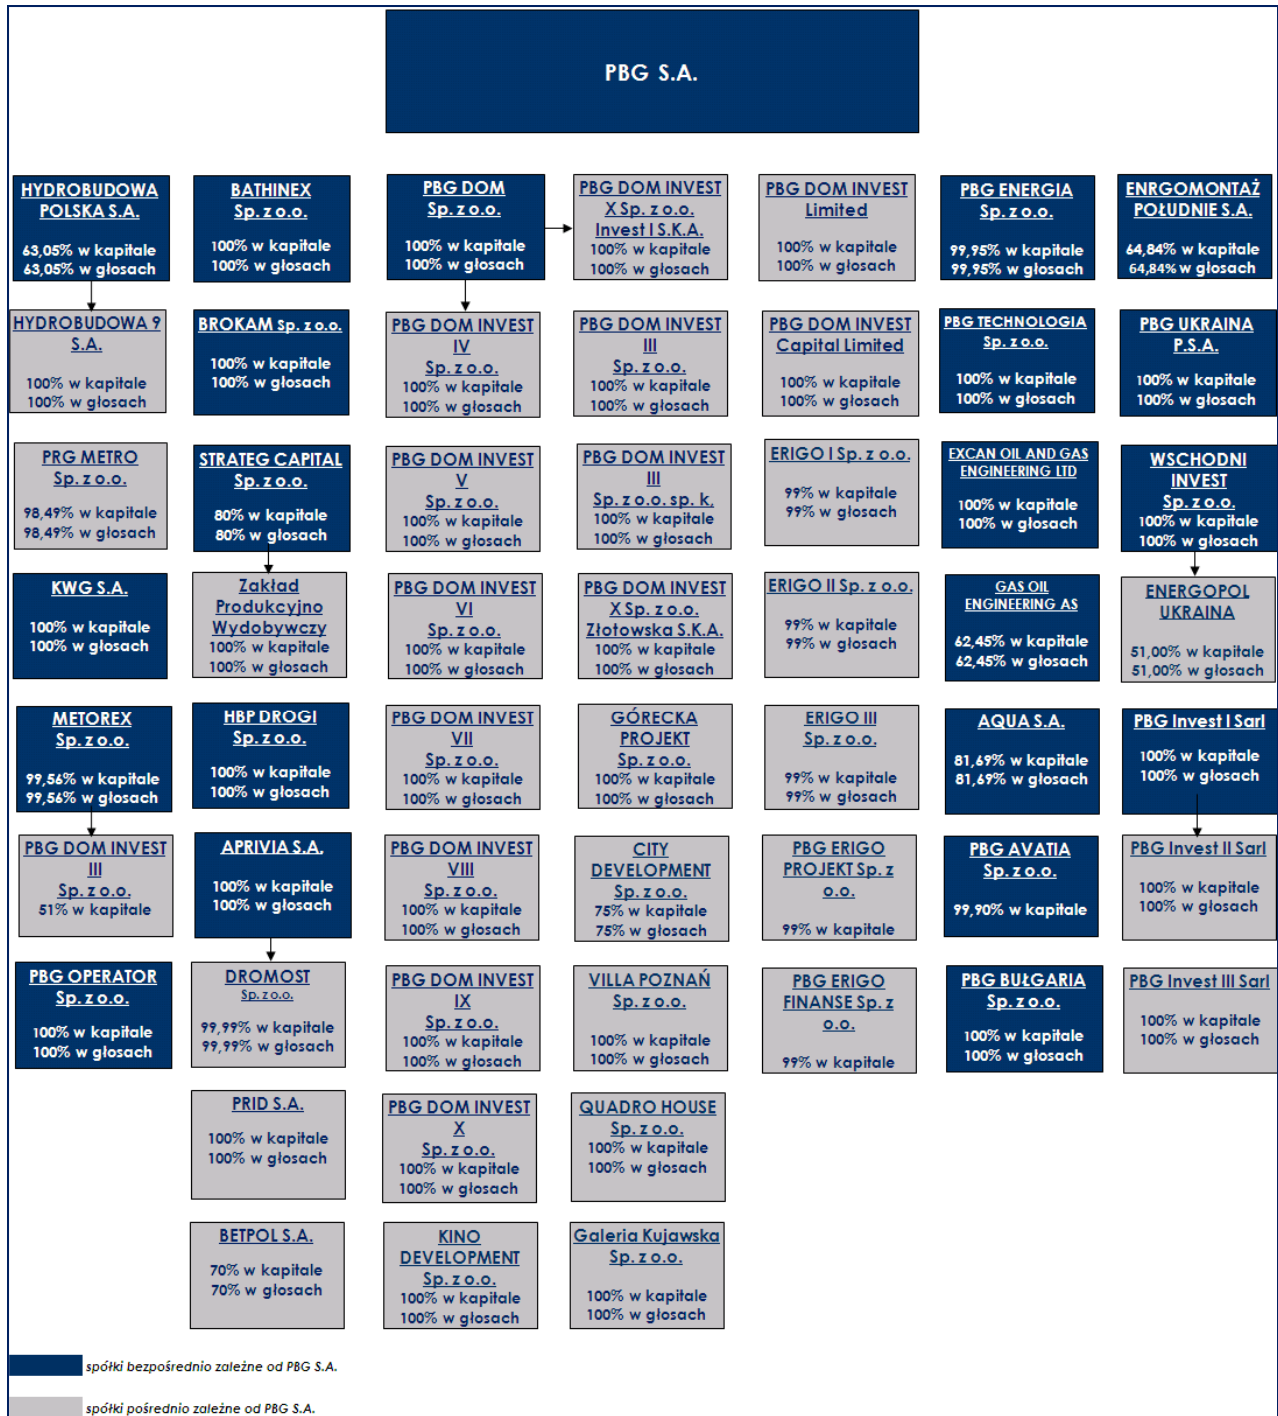 PBG S.A.
HYDROBUDOWA
POLSKA S.A.
63,05% w kapitale
63,05% w głosach
BATHINEX
Sp. z o.o.
100% w kapitale
100% w głosach
PBG DOM
Sp. z o.o.
100% w kapitale
100% w głosach
PBG DOM INVEST
X Sp. z o.o.
Invest I S.K.A.
100% w kapitale
100% w głosach
PBG DOM INVEST
Limited
100% w kapitale
100% w głosach
PBG ENERGIA
Sp. z o.o.
99,95% w kapitale
99,95% w głosach
ENRGOMONTAŻ
POŁUDNIE S.A.
64,84% w kapitale
64,84% w głosach
HYDROBUDOWA 9
S.A.
100% w kapitale
100% w głosach
BROKAM Sp. z o.o.
100% w kapitale
100% w głosach
PBG DOM INVEST
IV
Sp. z o.o.
100% w kapitale
100% w głosach
PBG DOM INVEST
III
Sp. z o.o.
100% w kapitale
100% w głosach
PBG DOM INVEST
Capital Limited
100% w kapitale
100% w głosach
PBG TECHNOLOGIA
Sp. z o.o.
100% w kapitale
100% w głosach
PBG UKRAINA
P.S.A.
100% w kapitale
100% w głosach
PRG METRO
Sp. z o.o.
98,49% w kapitale
98,49% w głosach
STRATEG CAPITAL
Sp. z o.o.
80% w kapitale
80% w głosach
PBG DOM INVEST
V
Sp. z o.o.
100% w kapitale
100% w głosach
PBG DOM INVEST
III
Sp. z o.o. sp. k.
100% w kapitale
100% w głosach
ERIGO I Sp. z o.o.
99% w kapitale
99% w głosach
EXCAN OIL AND GAS
ENGINEERING LTD
100% w kapitale
100% w głosach
WSCHODNI
INVEST
Sp. z o.o.
100% w kapitale
100% w głosach
KWG S.A.
100% w kapitale
100% w głosach
Zakład
Produkcyjno
Wydobywczy
100% w kapitale
100% w głosach
PBG DOM INVEST
VI
Sp. z o.o.
100% w kapitale
100% w głosach
PBG DOM INVEST
X Sp. z o.o.
Złotowska S.K.A.
100% w kapitale
100% w głosach
ERIGO II Sp. z o.o.
99% w kapitale
99% w głosach
GAS OIL
ENGINEERING AS
62,45% w kapitale
62,45% w głosach
ENERGOPOL
UKRAINA
51,00% w kapitale
51,00% w głosach
METOREX
Sp. z o.o.
99,56% w kapitale
99,56% w głosach
HBP DROGI
Sp. z o.o.
100% w kapitale
100% w głosach
PBG DOM INVEST
VII
Sp. z o.o.
100% w kapitale
100% w głosach
GÓRECKA
PROJEKT
Sp. z o.o.
100% w kapitale
100% w głosach
ERIGO III
Sp. z o.o.
99% w kapitale
99% w głosach
AQUA S.A.
81,69% w kapitale
81,69% w głosach
PBG Invest I Sarl
100% w kapitale
100% w głosach
PBG DOM INVEST
III
Sp. z o.o.
51% w kapitale
APRIVIA S.A.
100% w kapitale
100% w głosach
PBG DOM INVEST
VIII
Sp. z o.o.
100% w kapitale
100% w głosach
CITY
DEVELOPMENT
Sp. z o.o.
75% w kapitale
75% w głosach
PBG ERIGO
PROJEKT Sp. z
o.o.
99% w kapitale
PBG AVATIA
Sp. z o.o.
99,90% w kapitale
PBG Invest II Sarl
100% w kapitale
100% w głosach
PBG OPERATOR
Sp. z o.o.
100% w kapitale
100% w głosach
DROMOST
Sp. z o.o.
99,99% w kapitale
99,99% w głosach
PBG DOM INVEST
IX
Sp. z o.o.
100% w kapitale
100% w głosach
VILLA POZNAŃ
Sp. z o.o.
100% w kapitale
100% w głosach
PBG ERIGO
FINANSE Sp. z
o.o.
99% w kapitale
PBG BUŁGARIA
Sp. z o.o.
100% w kapitale
100% w głosach
PBG Invest III Sarl
100% w kapitale
100% w głosach
PRID S.A.
100% w kapitale
100% w głosach
PBG DOM INVEST
X
Sp. z o.o.
100% w kapitale
100% w głosach
QUADRO HOUSE
Sp. z o.o.
100% w kapitale
100% w głosach
BETPOL S.A.
70% w kapitale
70% w głosach
KINO
DEVELOPMENT
Sp. z o.o.
100% w kapitale
100% w głosach
Galeria Kujawska
Sp. z o.o.
100% w kapitale
100% w głosach
spółki bezpośrednio zależne od PBG S.A.
spółki pośrednio zależne od PBG S.A.